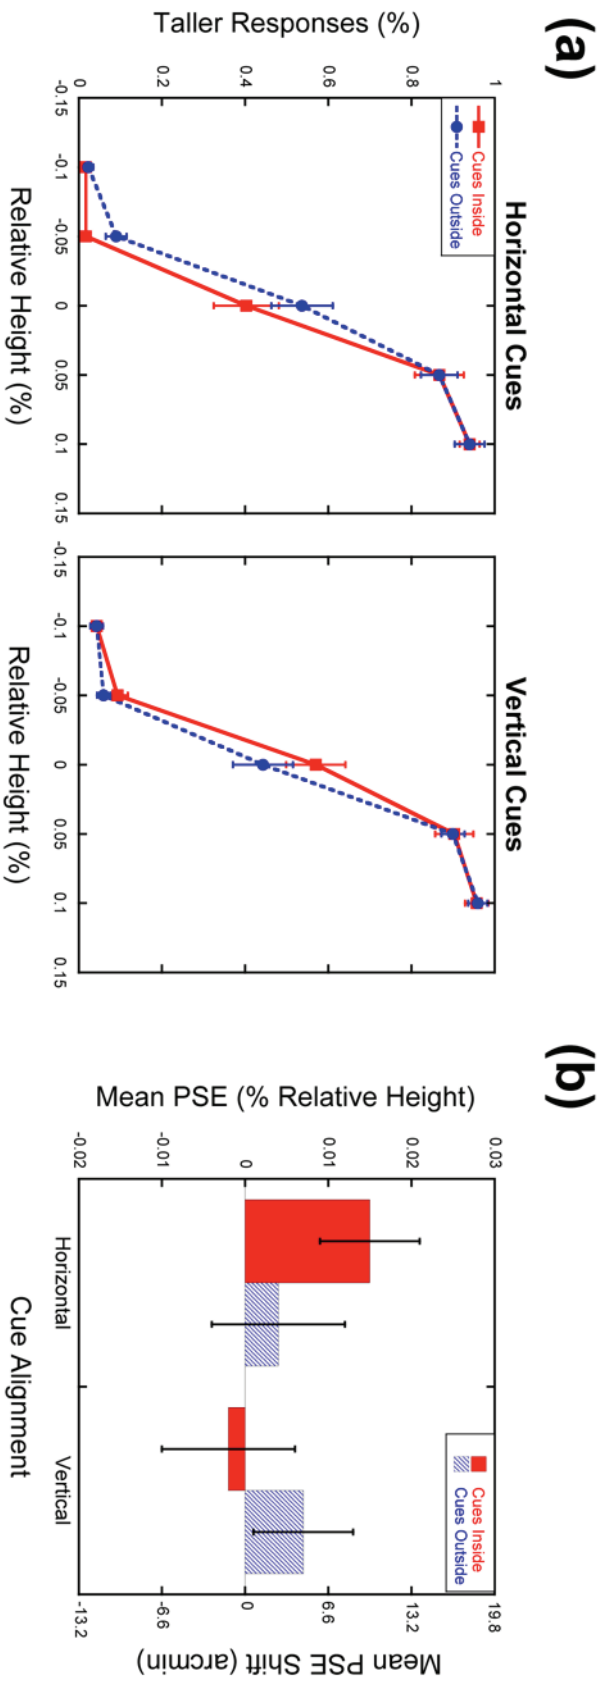 (a)
Horizontal Cues
Taller Responses (%)
1
0.8
0.6
0.4
0.2
0
Cues Inside
Cues Outside
-0.15
-0.1
-0.05
0
0.05
0.1
0.15
Relative Height (%)
Vertical Cues
-0.15
-0.1
-0.05
0
0.05
0.1
0.15
Relative Height (%)
(b)
Mean PSE (% Relative Height)
0.03
0.02
0.01
0
-0.01
-0.02
Cues Inside
Cues Outside
19.8
13.2
6.6
0
-6.6
-13.2
Mean PSE Shift (arcmin)
Horizontal
Vertical
Cue Alignment